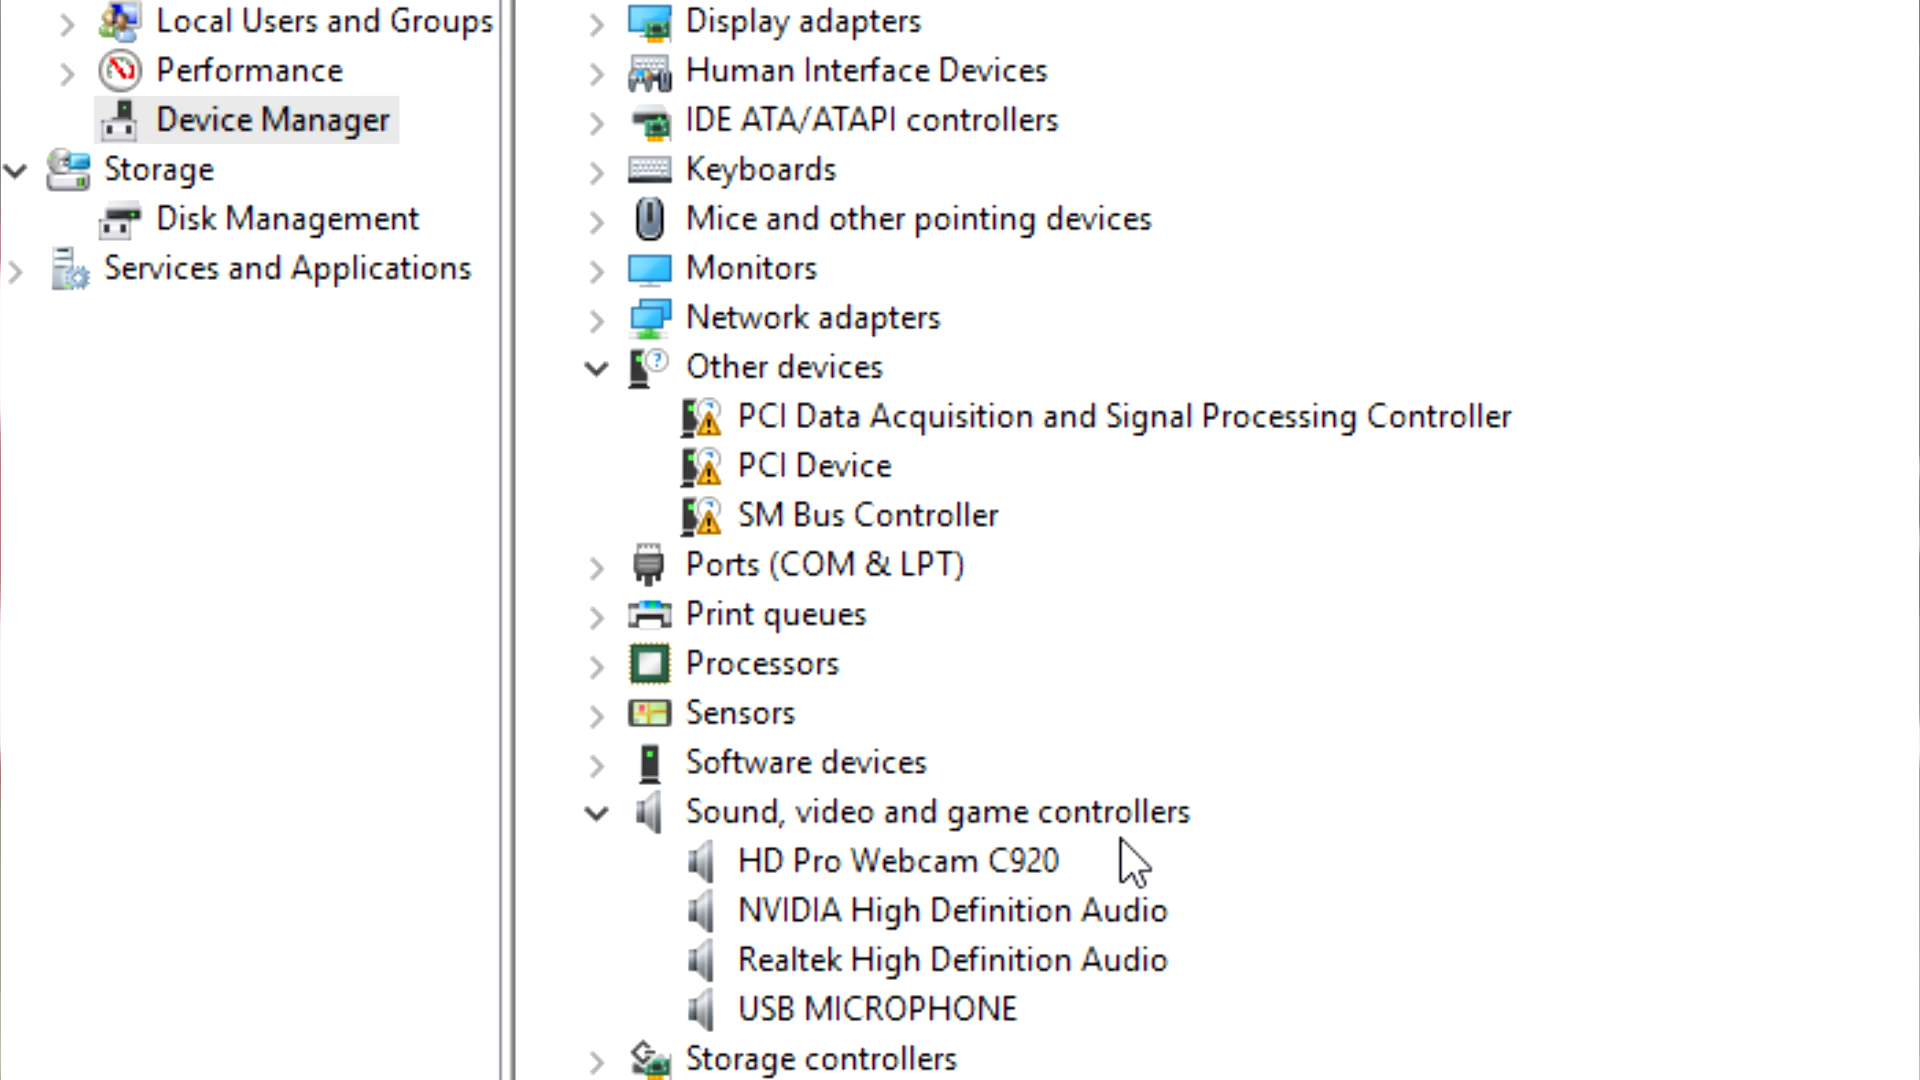 Local Users and Groups
Performance
Device Manager
Storage
Disk Management
Services and Applications
Display adapters
Human Interface Devices
IDE ATA/ATAPI controllers
Keyboards
Mice and other pointing devices
Monitors
Network adapters
Other devices
PCI Data Acquisition and Signal Processing Controller
PCI Device
SM Bus Controller
Ports (COM & LPT)
Print queues
Processors
Sensors
Software devices
Sound, video and game controllers
HD Pro Webcam C920
NVIDIA High Definition Audio
Realtek High Definition Audio
USB MICROPHONE
Storage controllers